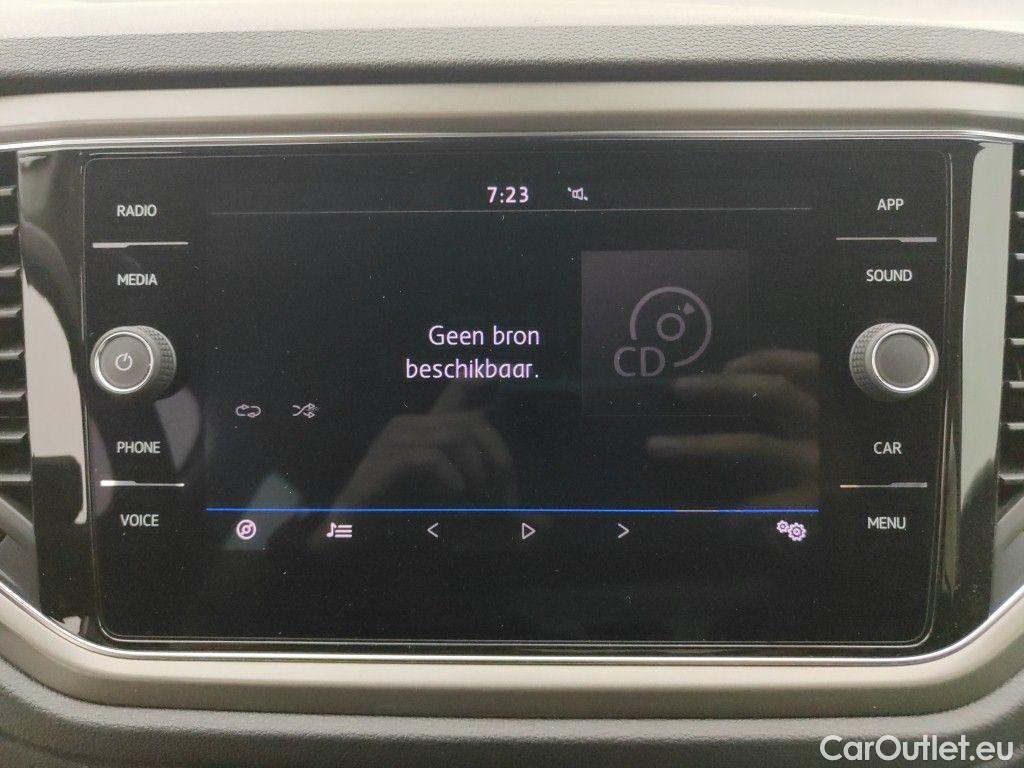 7:23
RADIO
APP
MEDIA
SOUND
Geen bron
beschikbaar.
CD
PHONE
CAR
VOICE
MENU
CarOutlet.eu